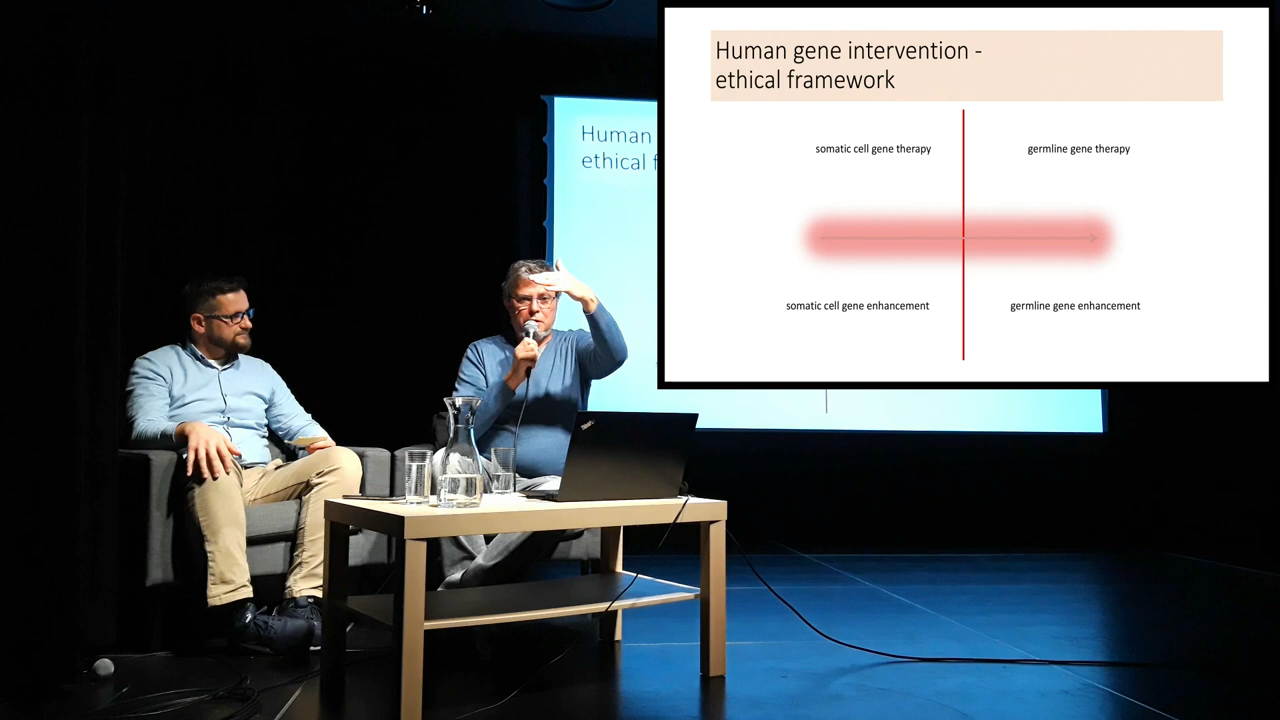 Human gene intervention -
ethical framework
somatic cell gene therapy
germline gene therapy
somatic cell gene enhancement
germline gene enhancement
Human
ethical f
ThinkPad